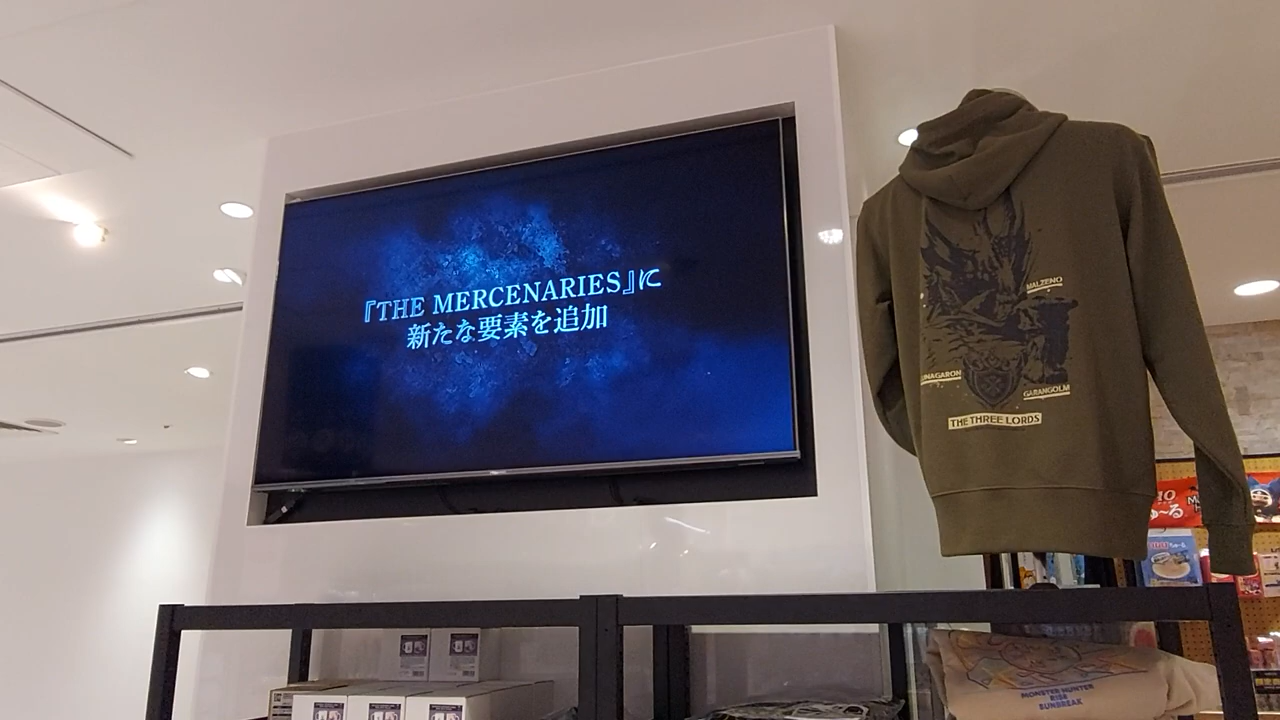 『THE MERCENARIES』に
新たな要素を追加
MALZENO
GARANGOLM
THE THREE LORDS
MONSTER HUNTER
RISE
SUNBREAK